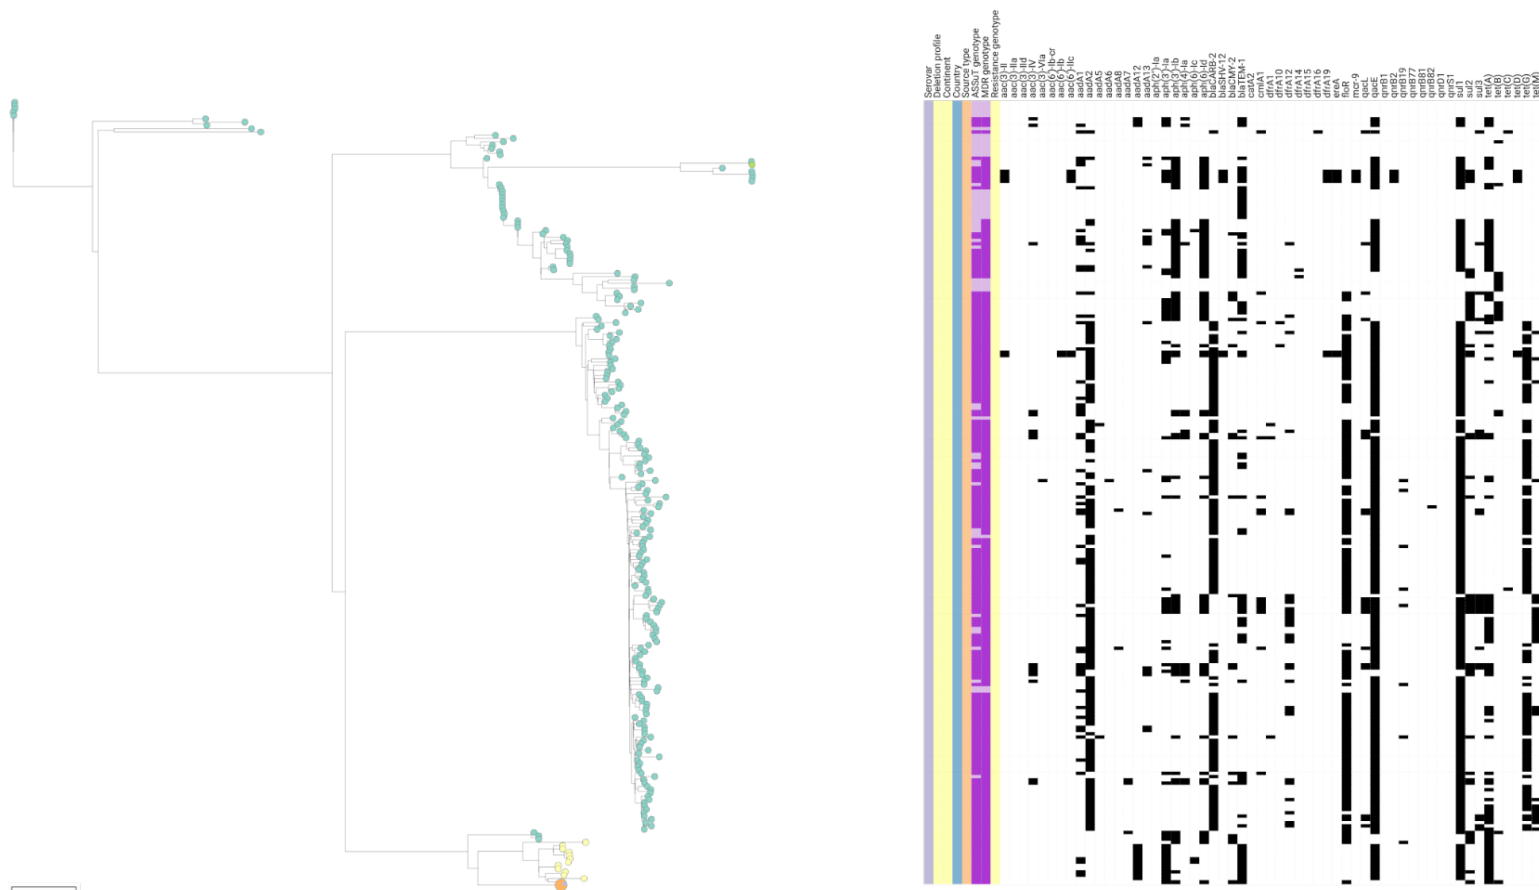 Serovar
Deletion profile
Continent
Country
Source type
ASSuT genotype
MDR genotype
Resistance genotype
aac(3)-II
aac(3)-IIa
aac(3)-IId
aac(3)-IV
aac(3)-VIa
aac(6')-Ib-cr
aac(6')-Ib
aac(6')-IIc
aadA1
aadA2
aadA5
aadA6
aadA8
aadA7
aadA12
aadA13
aph(2')-Ia
aph(3')-Ia
aph(3')-Ib
aph(4)-Ia
aph(6)-Ic
aph(6)-Id
blaCARB-2
blaSHV-12
blaCMY-2
blaTEM-1
catA2
cmlA1
dfrA1
dfrA10
dfrA12
dfrA14
dfrA15
dfrA16
dfrA19
ereA
floR
mcr-9
qacL
qacE
qnrB1
qnrB2
qnrB19
qnrB77
qnrB81
qnrB82
qnrD1
qnrS1
sul1
sul2
sul3
tet(A)
tet(B)
tet(C)
tet(D)
tet(G)
tet(M)